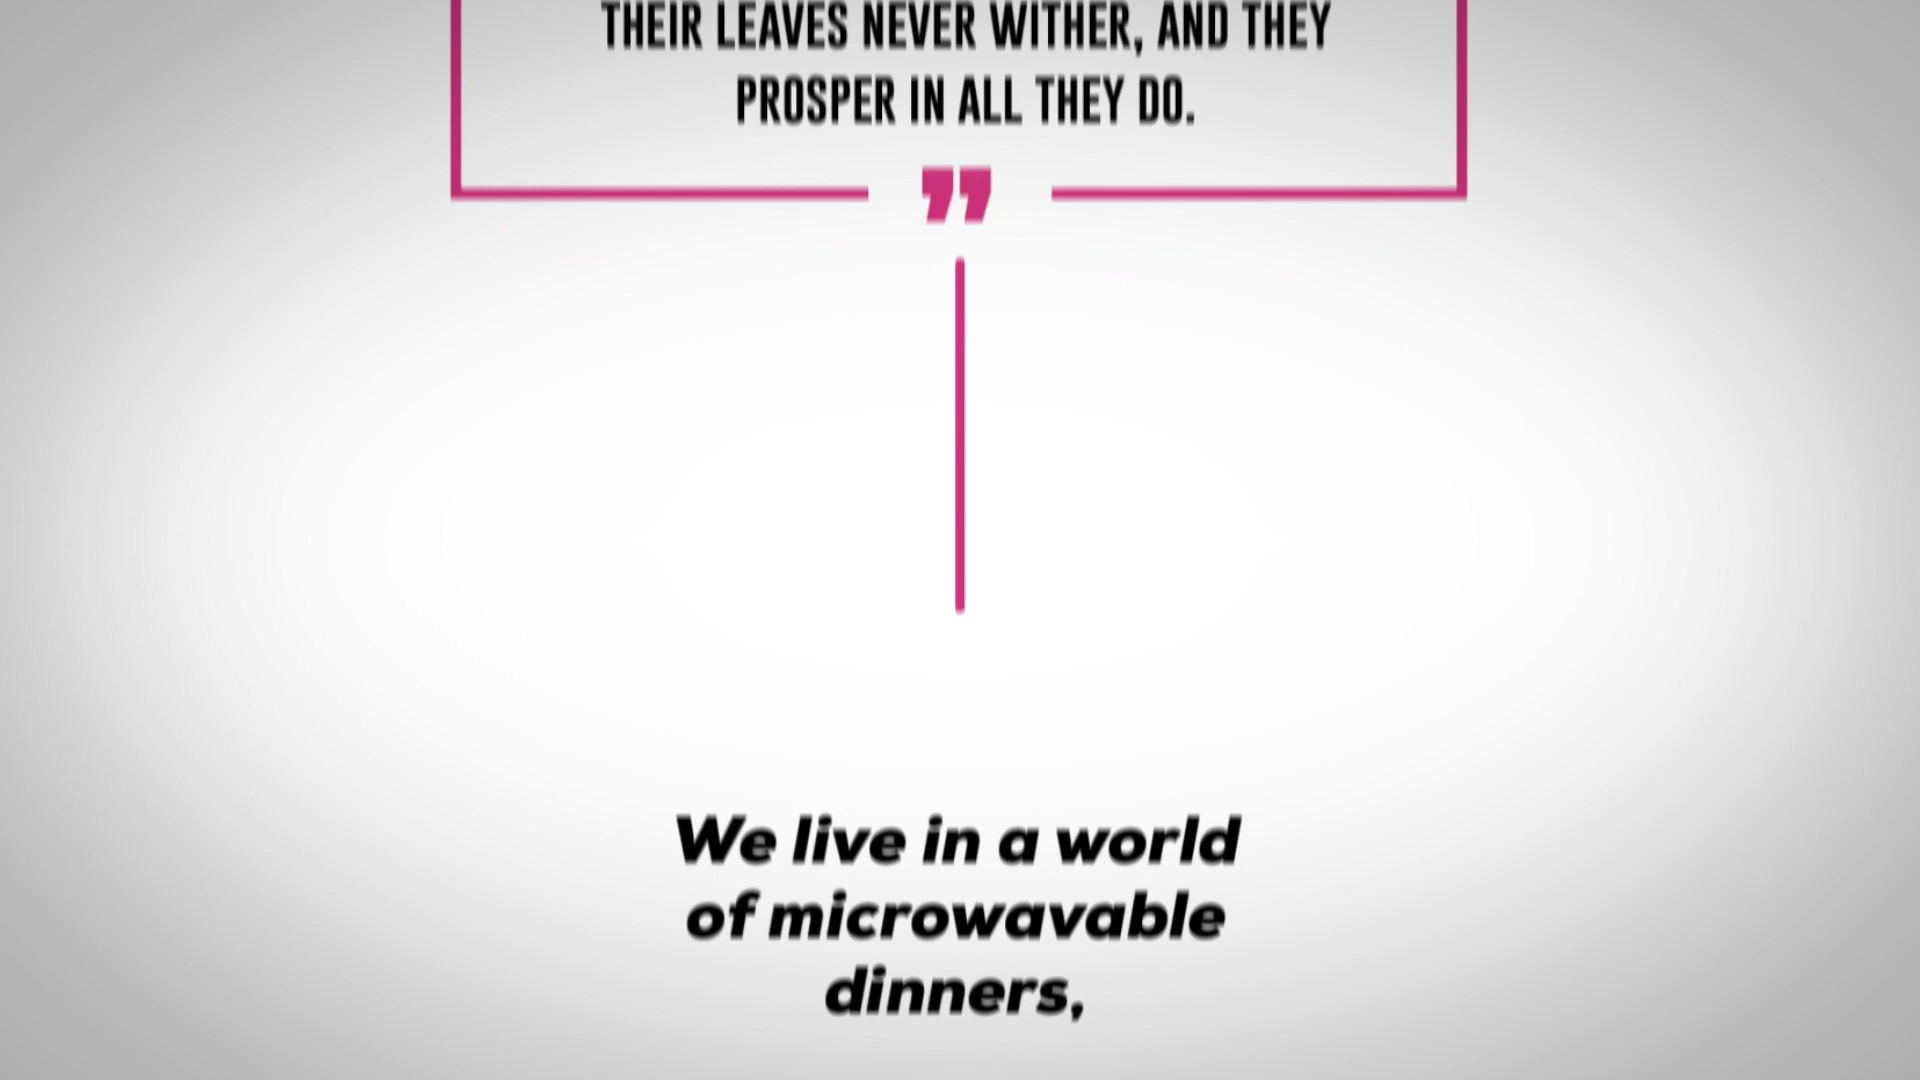 THEIR LEAVES NEVER WITHER, AND THEY
PROSPER IN ALL THEY DO.
”
We live in a world
of microwavable
dinners,